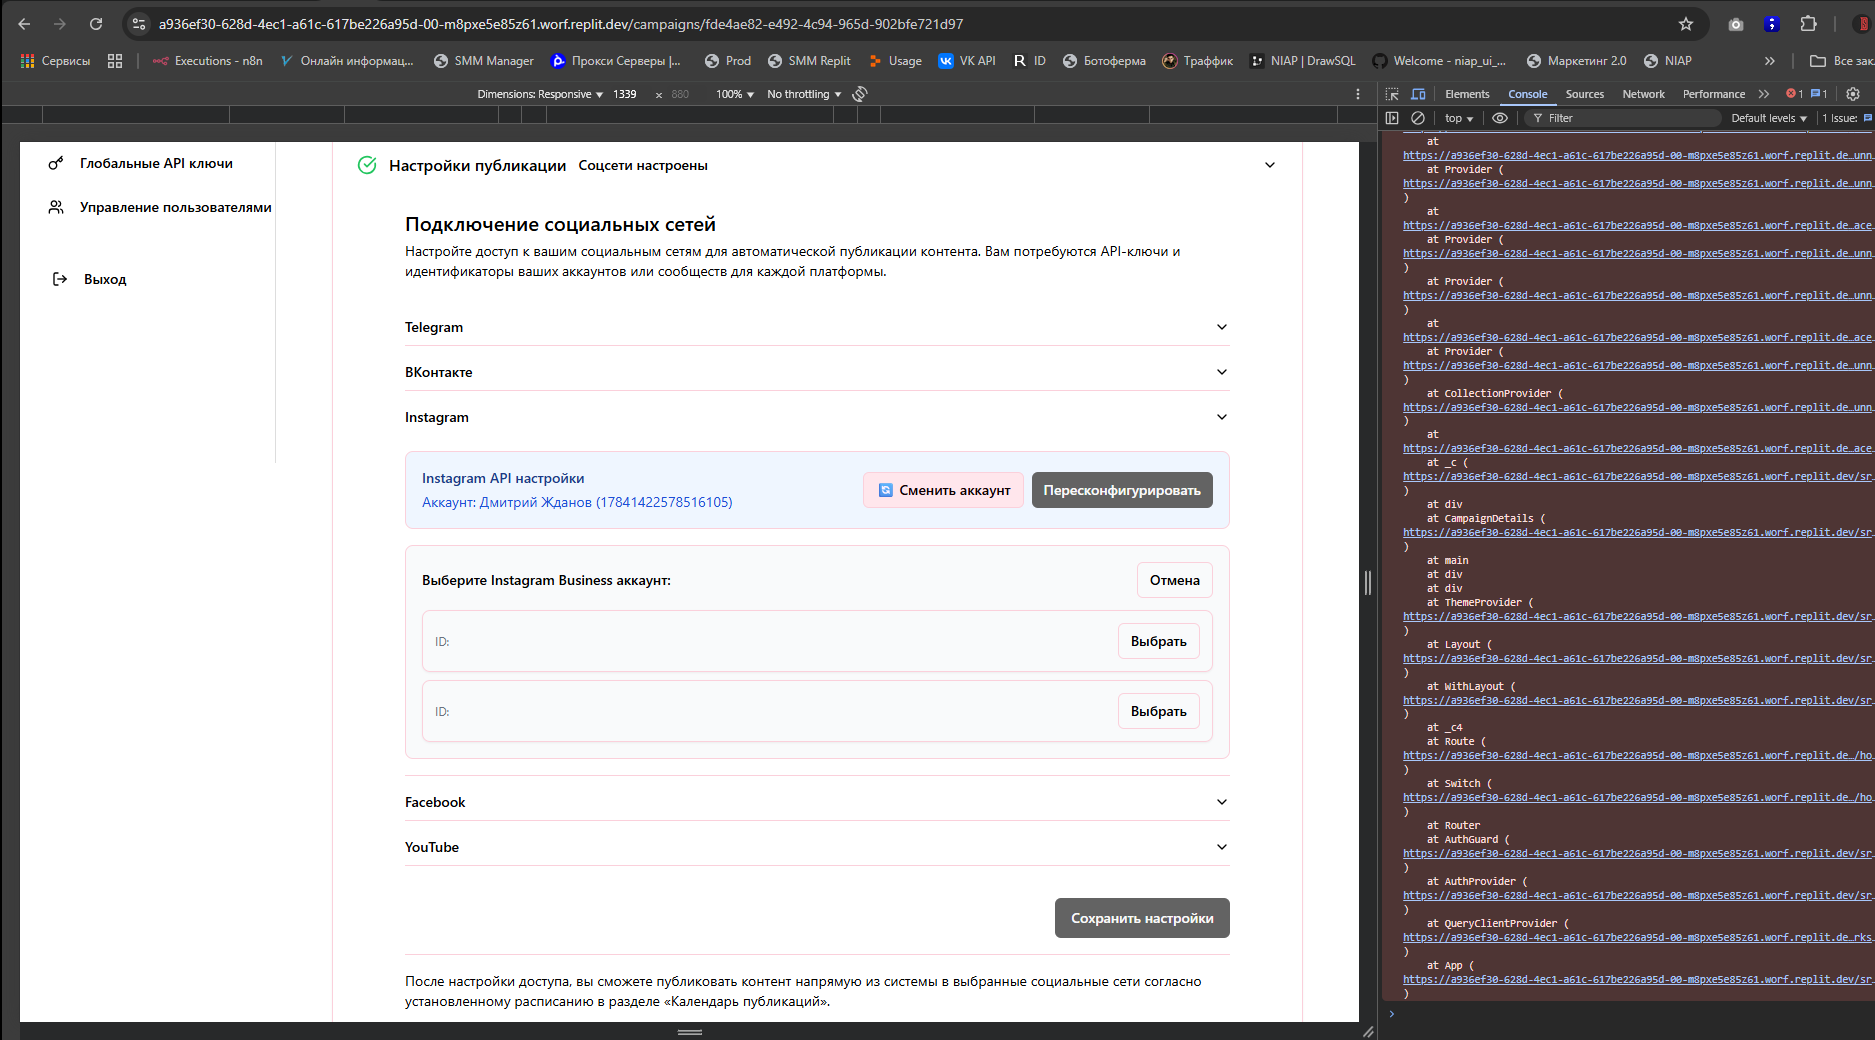 a936ef30-628d-4ec1-a61c-617be226a95d-00-m8pxe5e85z61.worf.replit.dev/campaigns/fde4ae82-e492-4c94-965d-902bfe721d97
Сервисы
Executions - n8n
Онлайн информац...
SMM Manager
Прокси Серверы |...
Prod
SMM Replit
Usage
VK API
ID
Ботоферма
Траффик
NIAP | DrawSQL
Welcome - niap_ui_...
Маркетинг 2.0
NIAP
Все зак
Dimensions: Responsive 1339 x 880 100% No throttling
Глобальные API ключи
Управление пользователями
Выход
Настройки публикации Соцсети настроены
Подключение социальных сетей
Настройте доступ к вашим социальным сетям для автоматической публикации контента. Вам потребуются API-ключи и
идентификаторы ваших аккаунтов или сообществ для каждой платформы.
Telegram
ВКонтакте
Instagram
Instagram API настройки
Аккаунт: Дмитрий Жданов (17841422578516105)
Сменить аккаунт
Пересконфигурировать
Выберите Instagram Business аккаунт:
Отмена
ID:
Выбрать
ID:
Выбрать
Facebook
YouTube
Сохранить настройки
После настройки доступа, вы сможете публиковать контент напрямую из системы в выбранные социальные сети согласно
установленному расписанию в разделе «Календарь публикаций».
Elements Console Sources Network Performance 1 1
top Filter Default levels 1 Issue:
at
https://a936ef30-628d-4ec1-a61c-617be226a95d-00-m8pxe5e85z61.worf.replit.de…unn
at Provider (
https://a936ef30-628d-4ec1-a61c-617be226a95d-00-m8pxe5e85z61.worf.replit.de…unn
)
at
https://a936ef30-628d-4ec1-a61c-617be226a95d-00-m8pxe5e85z61.worf.replit.de…ace
at Provider (
https://a936ef30-628d-4ec1-a61c-617be226a95d-00-m8pxe5e85z61.worf.replit.de…unn
)
at Provider (
https://a936ef30-628d-4ec1-a61c-617be226a95d-00-m8pxe5e85z61.worf.replit.de…unn
)
at
https://a936ef30-628d-4ec1-a61c-617be226a95d-00-m8pxe5e85z61.worf.replit.de…ace
at Provider (
https://a936ef30-628d-4ec1-a61c-617be226a95d-00-m8pxe5e85z61.worf.replit.de…unn
)
at CollectionProvider (
https://a936ef30-628d-4ec1-a61c-617be226a95d-00-m8pxe5e85z61.worf.replit.de…unn
)
at
https://a936ef30-628d-4ec1-a61c-617be226a95d-00-m8pxe5e85z61.worf.replit.de…ace
at _c (
https://a936ef30-628d-4ec1-a61c-617be226a95d-00-m8pxe5e85z61.worf.replit.dev/sr
)
at div
at CampaignDetails (
https://a936ef30-628d-4ec1-a61c-617be226a95d-00-m8pxe5e85z61.worf.replit.dev/sr
)
at main
at div
at div
at ThemeProvider (
https://a936ef30-628d-4ec1-a61c-617be226a95d-00-m8pxe5e85z61.worf.replit.dev/sr
)
at Layout (
https://a936ef30-628d-4ec1-a61c-617be226a95d-00-m8pxe5e85z61.worf.replit.dev/sr
)
at WithLayout (
https://a936ef30-628d-4ec1-a61c-617be226a95d-00-m8pxe5e85z61.worf.replit.dev/sr
)
at _c4
at Route (
https://a936ef30-628d-4ec1-a61c-617be226a95d-00-m8pxe5e85z61.worf.replit.de…/ho
)
at Switch (
https://a936ef30-628d-4ec1-a61c-617be226a95d-00-m8pxe5e85z61.worf.replit.de…/ho
)
at Router
at AuthGuard (
https://a936ef30-628d-4ec1-a61c-617be226a95d-00-m8pxe5e85z61.worf.replit.dev/sr
)
at AuthProvider (
https://a936ef30-628d-4ec1-a61c-617be226a95d-00-m8pxe5e85z61.worf.replit.dev/sr
)
at QueryClientProvider (
https://a936ef30-628d-4ec1-a61c-617be226a95d-00-m8pxe5e85z61.worf.replit.de…rks
)
at App (
https://a936ef30-628d-4ec1-a61c-617be226a95d-00-m8pxe5e85z61.worf.replit.dev/sr
)